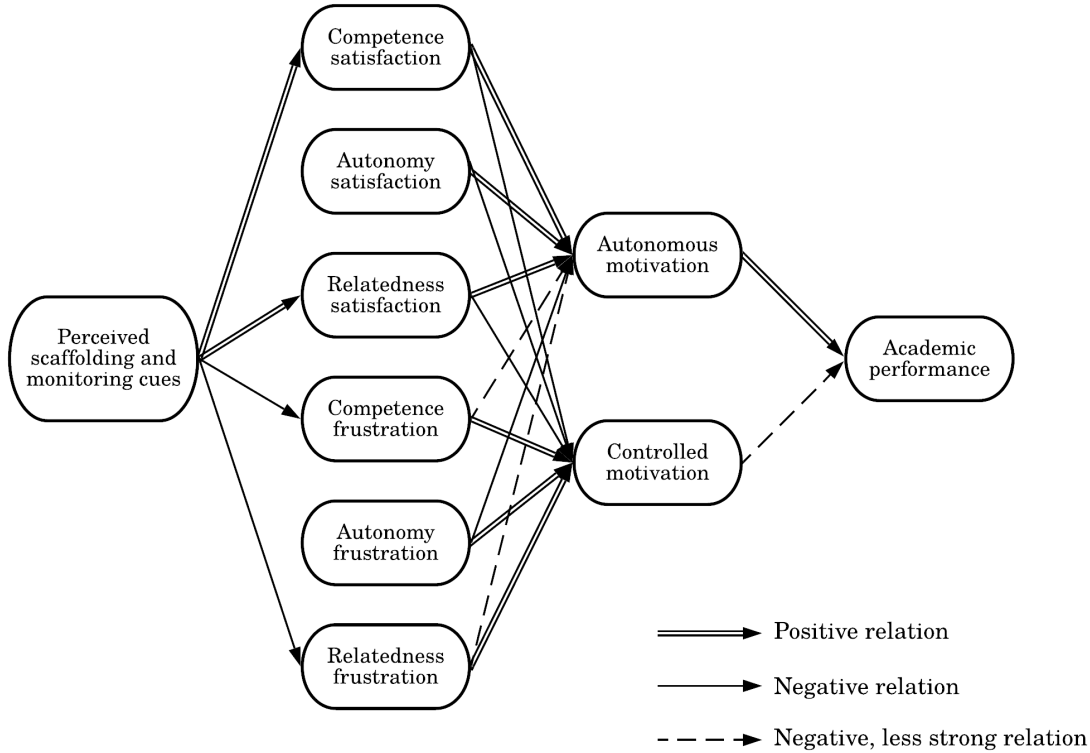 Competence
satisfaction
Autonomy
satisfaction
Relatedness
satisfaction
Perceived
scaffolding and
monitoring cues
Competence
frustration
Autonomy
frustration
Relatedness
frustration
Autonomous
motivation
Controlled
motivation
Academic
performance
Positive relation
Negative relation
Negative, less strong relation